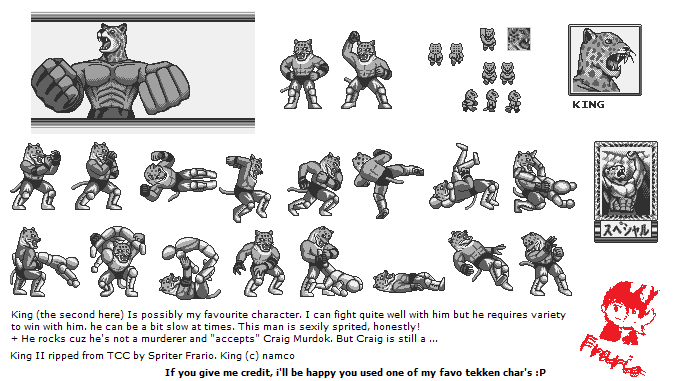 KING
スペシャル
King (the second here) Is possibly my favourite character. I can fight quite well with him but he requires variety
to win with him. he can be a bit slow at times. This man is sexily sprited, honestly!
+ He rocks cuz he's not a murderer and "accepts" Craig Murdok. But Craig is still a ...
King II ripped from TCC by Spriter Frario. King (c) namco
Frario
If you give me credit, i'll be happy you used one of my favo tekken char's :P